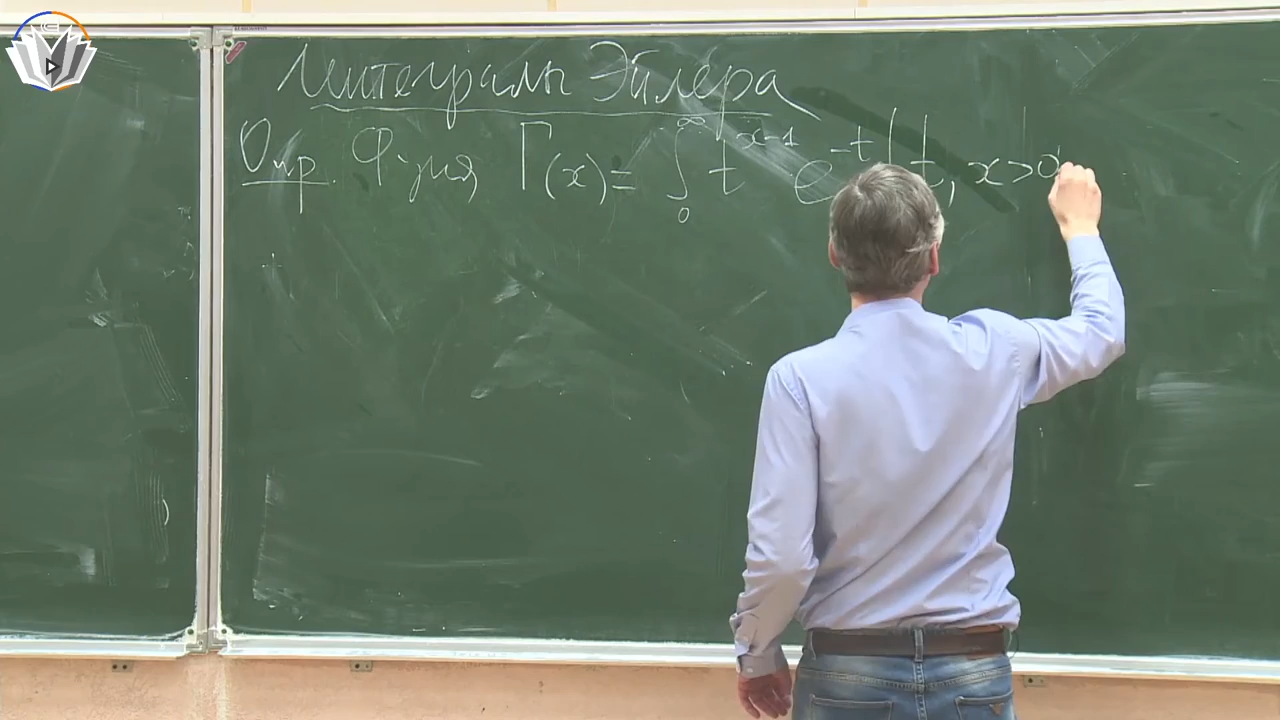 Интегралы Эйлера
Опр. Ф-ция Γ(x) = ∫₀^∞ t^{x-1} e^{-t} dt, x>0